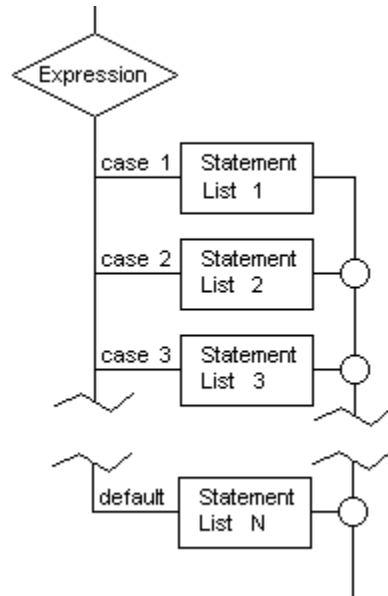 Expression
case 1
Statement
List 1
case 2
Statement
List 2
case 3
Statement
List 3
default
Statement
List N